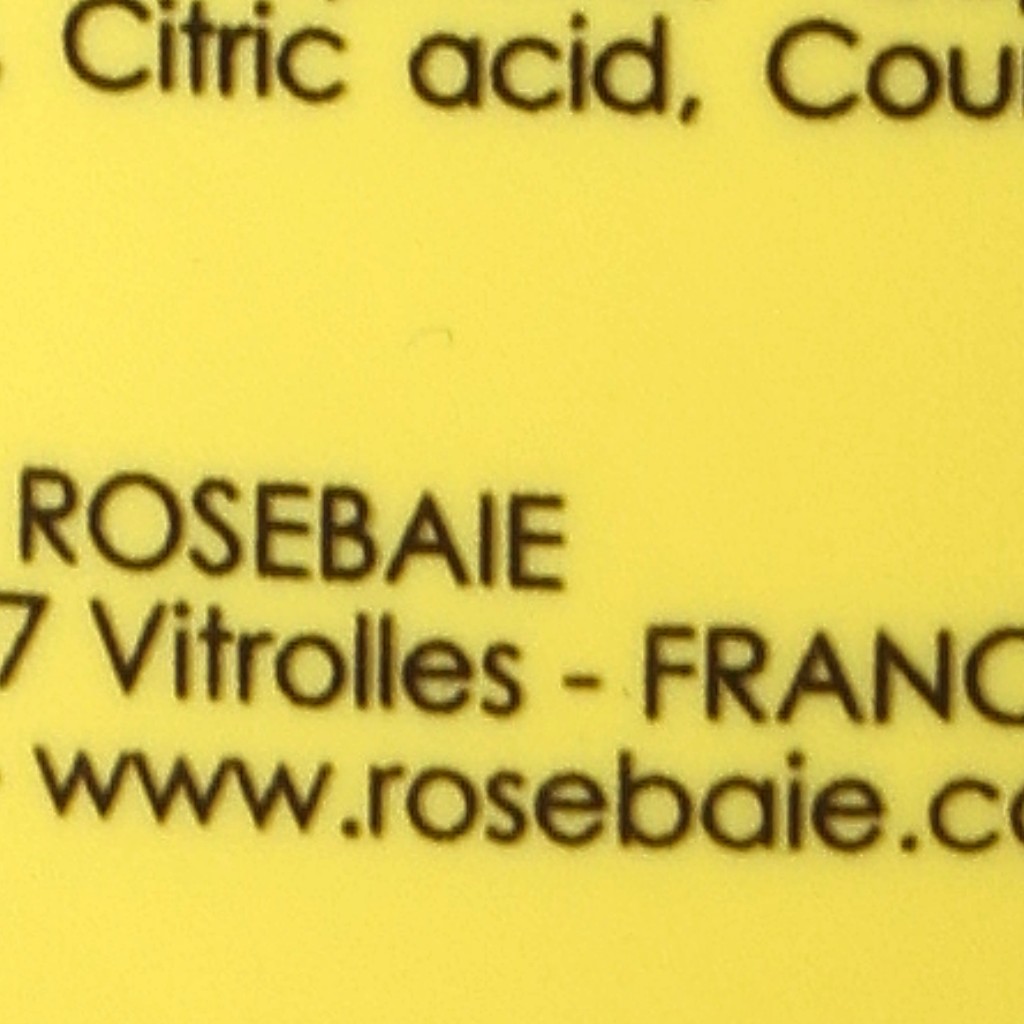 Citric acid, Cou
ROSEBAIE
7 Vitrolles - FRANC
www.rosebaie.c